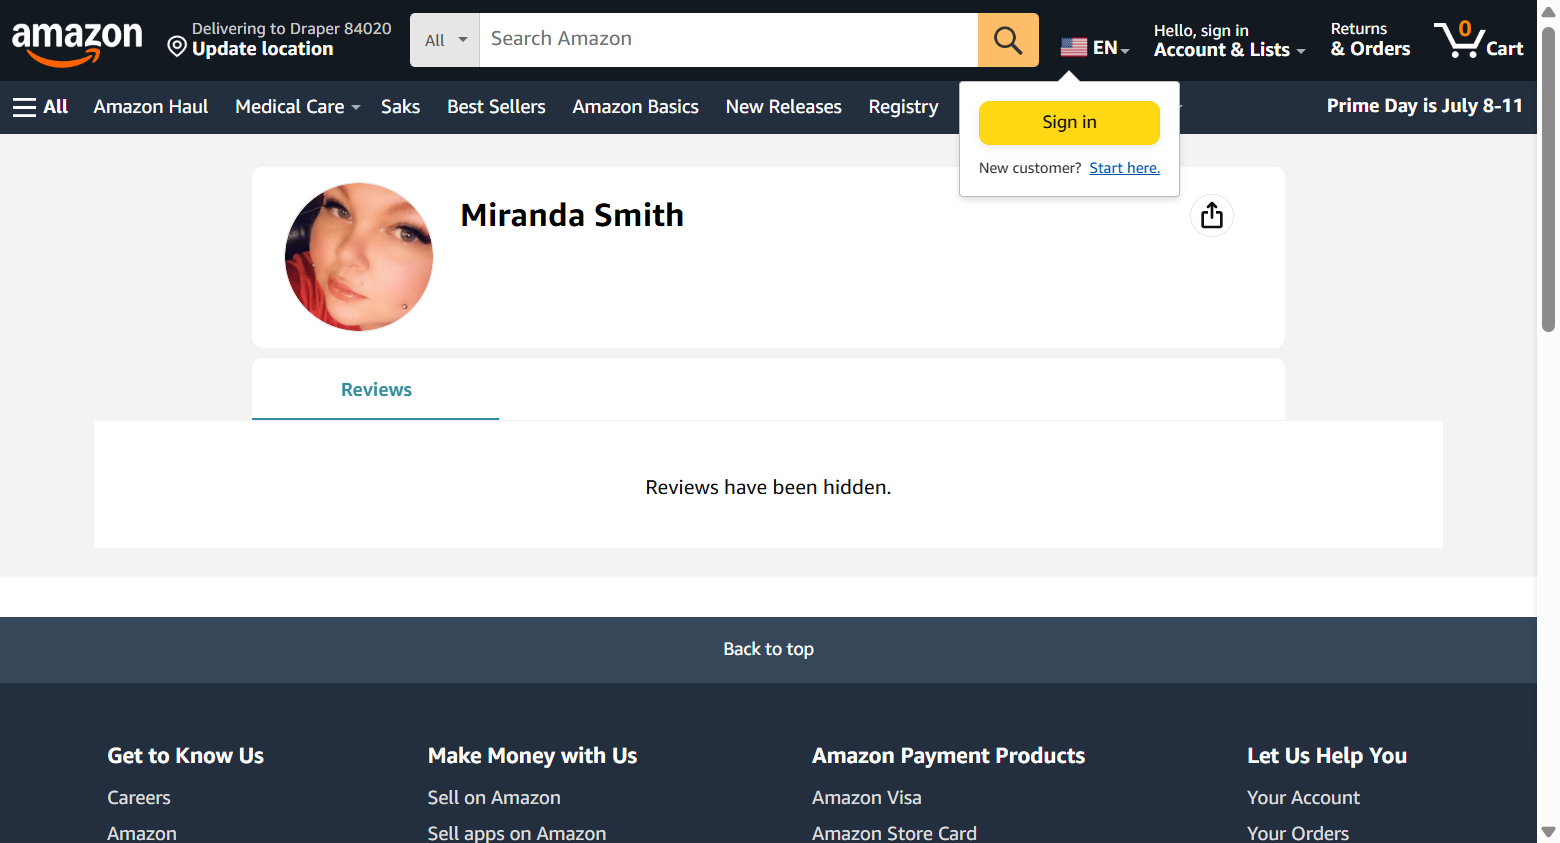 amazon
Delivering to Draper 84020
Update location
All
Search Amazon
EN
Hello, sign in
Account & Lists
Returns
& Orders
0
Cart
All
Amazon Haul
Medical Care
Saks
Best Sellers
Amazon Basics
New Releases
Registry
Prime Day is July 8-11
Sign in
New customer? Start here.
Miranda Smith
Reviews
Reviews have been hidden.
Back to top
Get to Know Us
Careers
Amazon
Make Money with Us
Sell on Amazon
Sell apps on Amazon
Amazon Payment Products
Amazon Visa
Amazon Store Card
Let Us Help You
Your Account
Your Orders